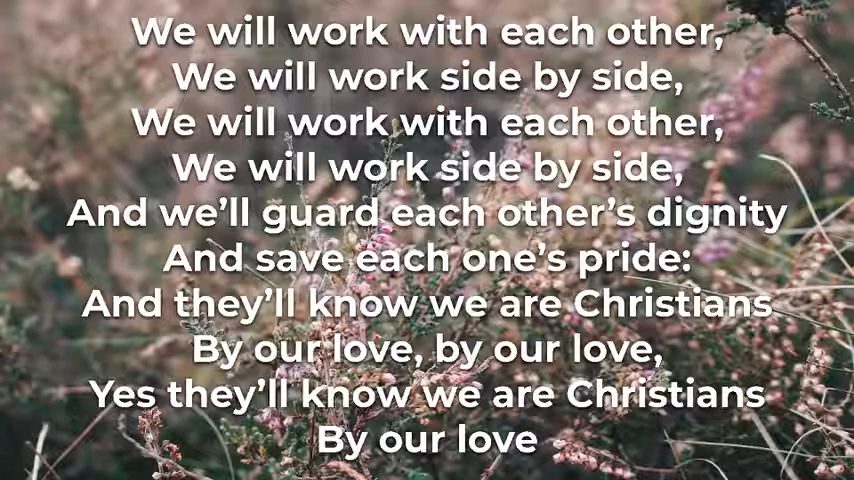 We will work with each other,
We will work side by side,
We will work with each other,
We will work side by side,
And we’ll guard each other’s dignity
And save each one’s pride:
And they’ll know we are Christians
By our love, by our love,
Yes they’ll know we are Christians
By our love